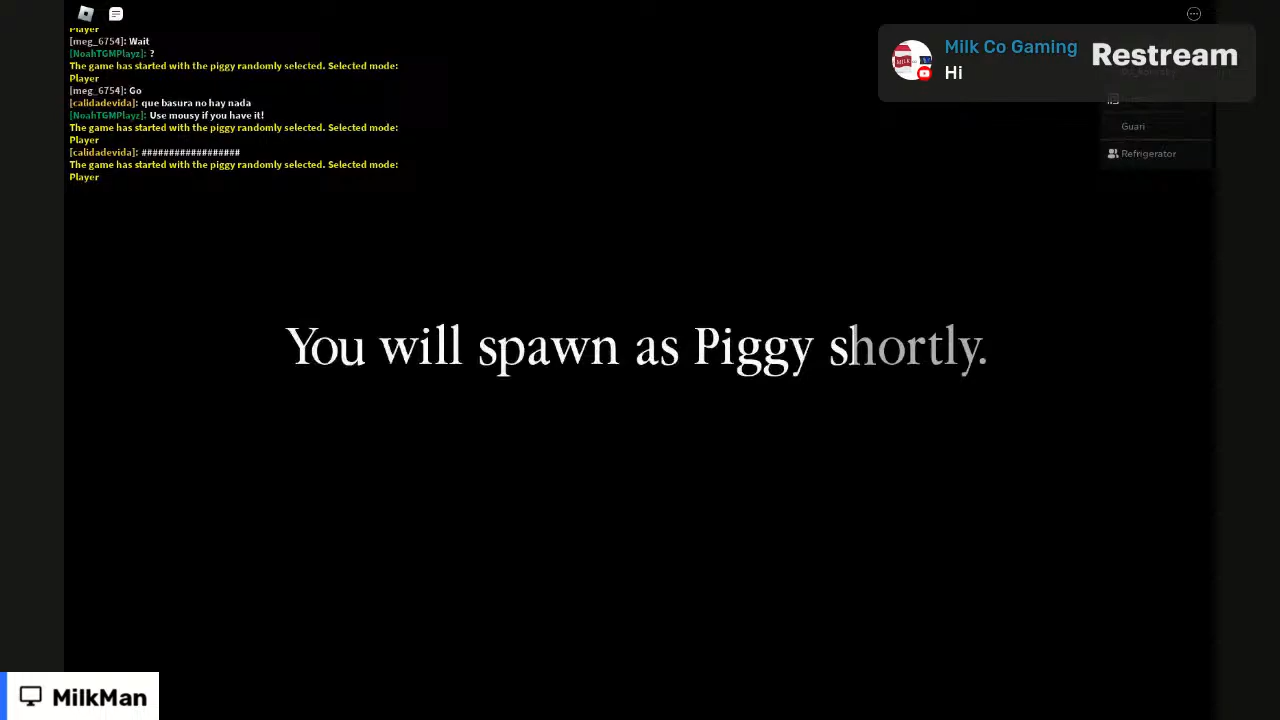 Player
[meg_6754]: Wait
[NoahTGMPlayz]: ?
The game has started with the piggy randomly selected. Selected mode:
Player
[meg_6754]: Go
[calidadevida]: que basura no hay nada
[NoahTGMPlayz]: Use mousy if you have it!
The game has started with the piggy randomly selected. Selected mode:
Player
[calidadevida]: ##################
The game has started with the piggy randomly selected. Selected mode:
Player
Milk Co Gaming
Hi
Restream
Guari
Refrigerator
You will spawn as Piggy shortly.
MilkMan